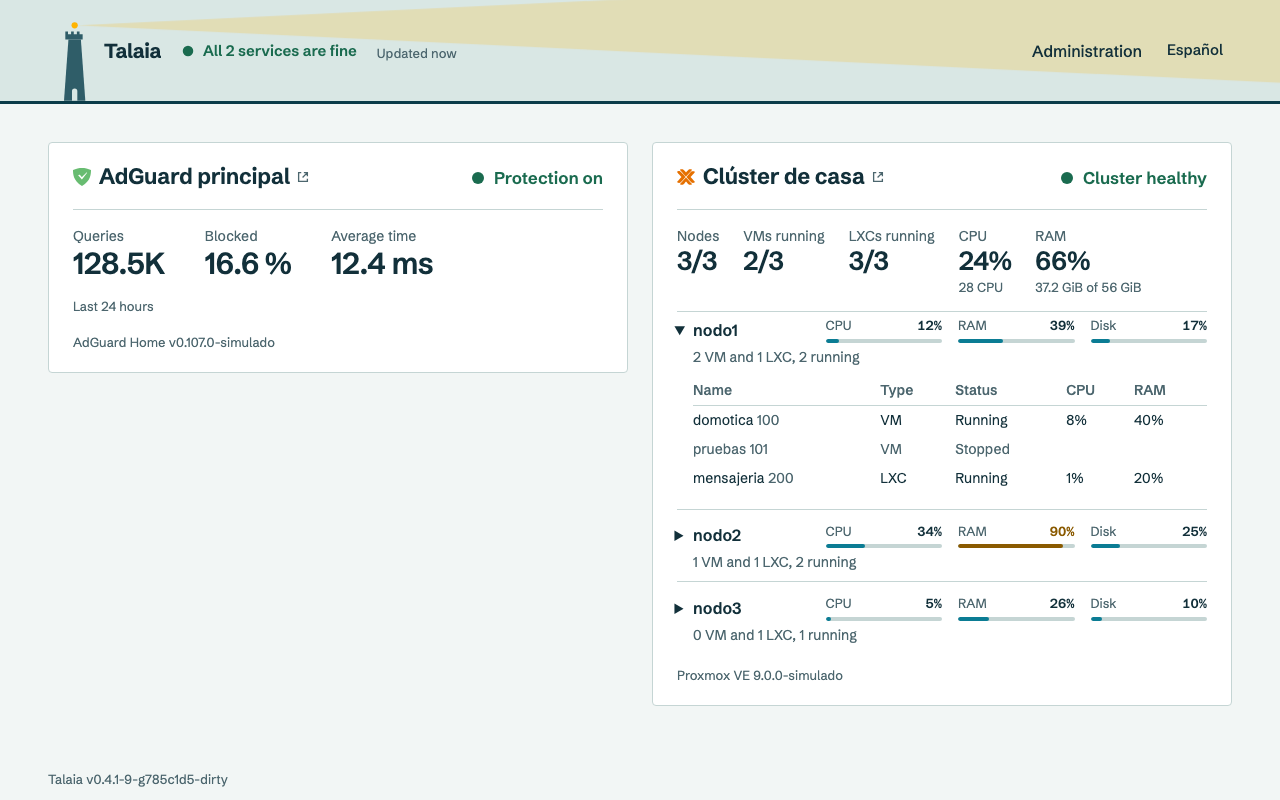 Talaia
All 2 services are fine
Updated now
Administration
Español
AdGuard principal
Protection on
Queries
128.5K
Blocked
16.6 %
Average time
12.4 ms
Last 24 hours
AdGuard Home v0.107.0-simulado
Clúster de casa
Cluster healthy
Nodes
3/3
VMs running
2/3
LXCs running
3/3
CPU
24%
28 CPU
RAM
66%
37.2 GiB of 56 GiB
nodo1
CPU 12%
RAM 39%
Disk 17%
2 VM and 1 LXC, 2 running
Name Type Status CPU RAM
domotica 100 VM Running 8% 40%
pruebas 101 VM Stopped
mensajeria 200 LXC Running 1% 20%
nodo2
CPU 34%
RAM 90%
Disk 25%
1 VM and 1 LXC, 2 running
nodo3
CPU 5%
RAM 26%
Disk 10%
0 VM and 1 LXC, 1 running
Proxmox VE 9.0.0-simulado
Talaia v0.4.1-9-g785c1d5-dirty